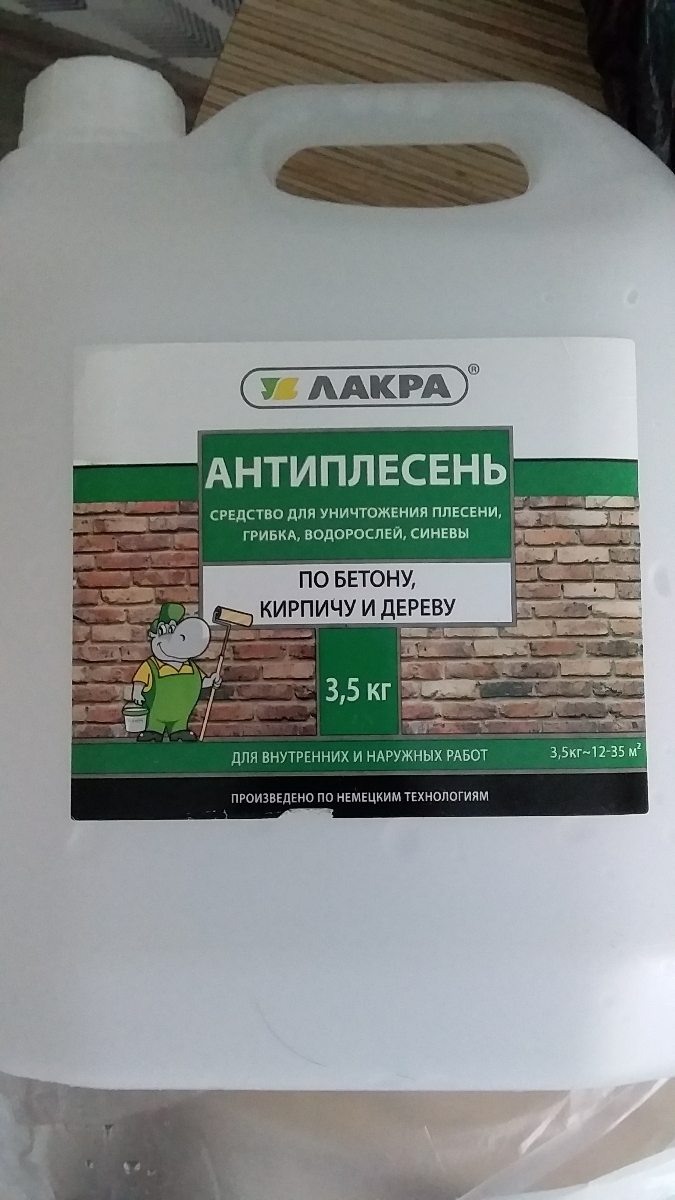 ЛАКРА®
АНТИПЛЕСЕНЬ
СРЕДСТВО ДЛЯ УНИЧТОЖЕНИЯ ПЛЕСЕНИ,
ГРИБКА, ВОДОРОСЛЕЙ, СИНЕВЫ
ПО БЕТОНУ,
КИРПИЧУ И ДЕРЕВУ
3,5 кг
ДЛЯ ВНУТРЕННИХ И НАРУЖНЫХ РАБОТ
3,5кг~12-35 м²
ПРОИЗВЕДЕНО ПО НЕМЕЦКИМ ТЕХНОЛОГИЯМ